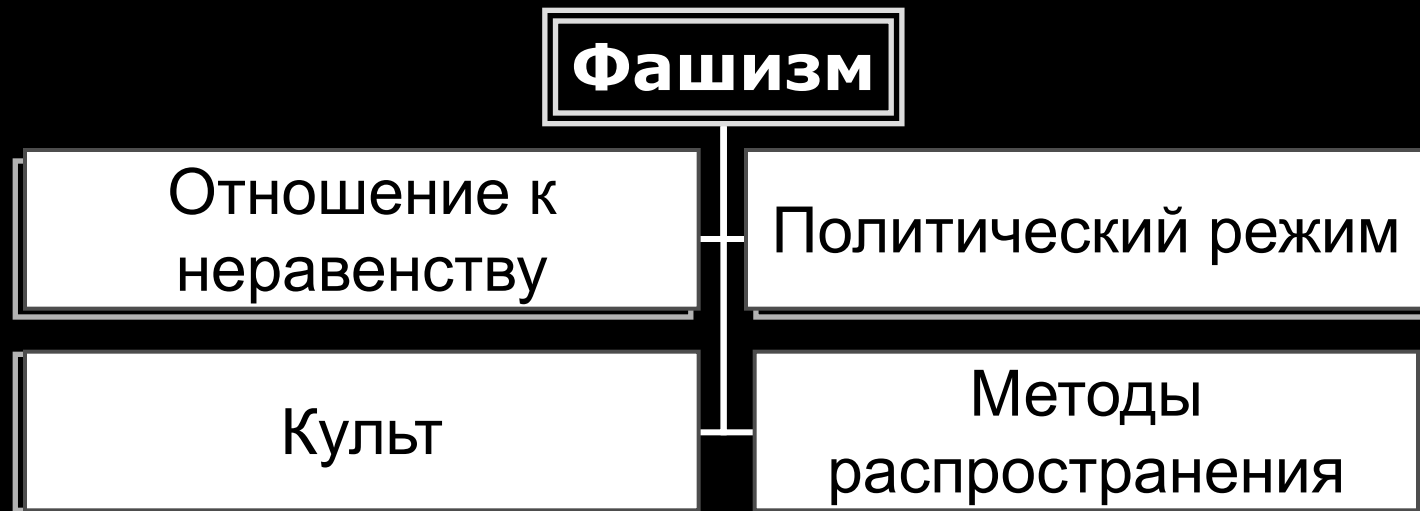 Фашизм
Отношение к
неравенству
Политический режим
Культ
Методы
распространения